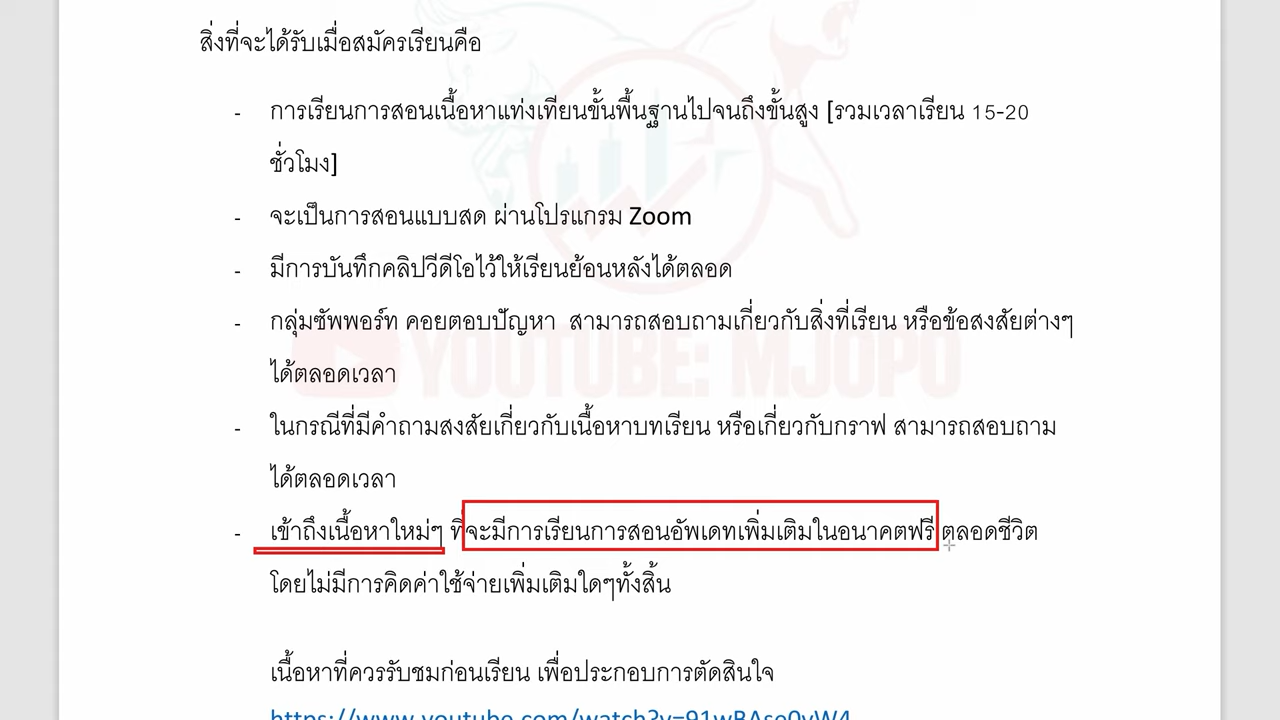 สิ่งที่จะได้รับเมื่อสมัครเรียนคือ
- การเรียนการสอนเนื้อหาแท่งเทียนขั้นพื้นฐานไปจนถึงขั้นสูง [รวมเวลาเรียน 15-20
ชั่วโมง]
- จะเป็นการสอนแบบสด ผ่านโปรแกรม Zoom
- มีการบันทึกคลิปวีดีโอไว้ให้เรียนย้อนหลังได้ตลอด
- กลุ่มซัพพอร์ท คอยตอบปัญหา สามารถสอบถามเกี่ยวกับสิ่งที่เรียน หรือข้อสงสัยต่างๆ
YOUTUBE: MJOPO
ได้ตลอดเวลา
- ในกรณีที่มีคำถามสงสัยเกี่ยวกับเนื้อหาบทเรียน หรือเกี่ยวกับกราฟ สามารถสอบถาม
ได้ตลอดเวลา
- เข้าถึงเนื้อหาใหม่ๆ ที่จะมีการเรียนการสอนอัพเดทเพิ่มเติมในอนาคตฟรี ตลอดชีวิต
โดยไม่มีการคิดค่าใช้จ่ายเพิ่มเติมใดๆทั้งสิ้น
เนื้อหาที่ควรรับชมก่อนเรียน เพื่อประกอบการตัดสินใจ